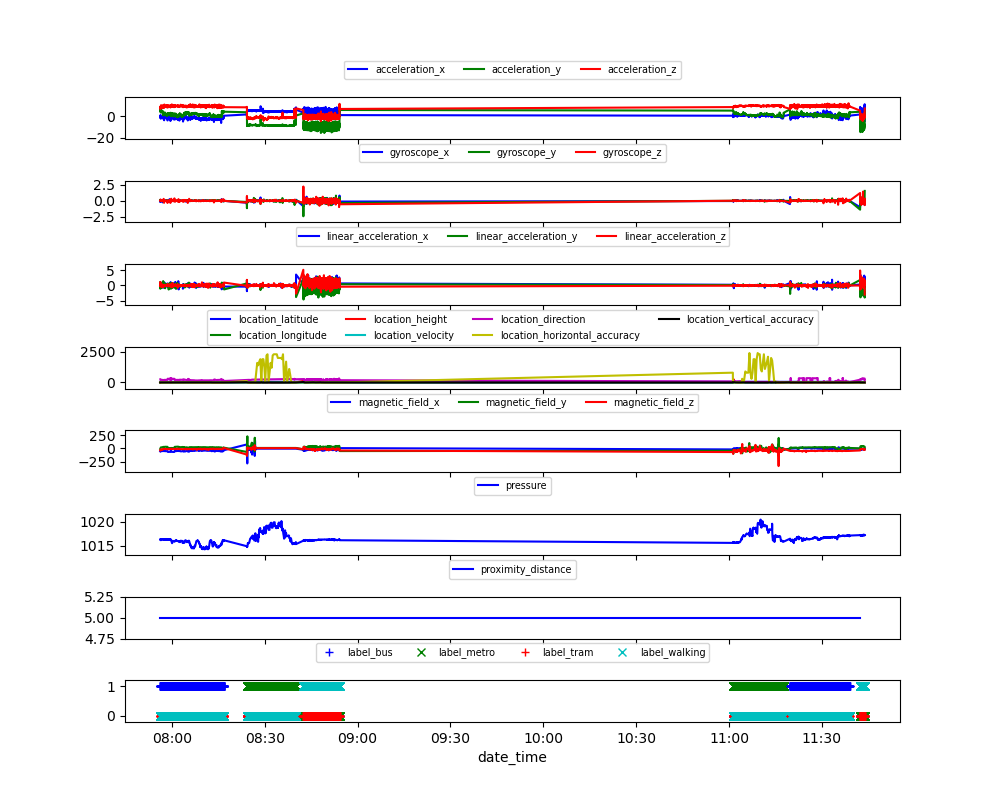 acceleration_x acceleration_y acceleration_z
0
−20
gyroscope_x gyroscope_y gyroscope_z
2.5
0.0
−2.5
linear_acceleration_x linear_acceleration_y linear_acceleration_z
5
0
−5
location_latitude location_height location_direction location_vertical_accuracy
location_longitude location_velocity location_horizontal_accuracy
2500
0
magnetic_field_x magnetic_field_y magnetic_field_z
250
0
−250
pressure
1020
1015
proximity_distance
5.25
5.00
4.75
label_bus label_metro label_tram label_walking
1
0
08:00 08:30 09:00 09:30 10:00 10:30 11:00 11:30
date_time